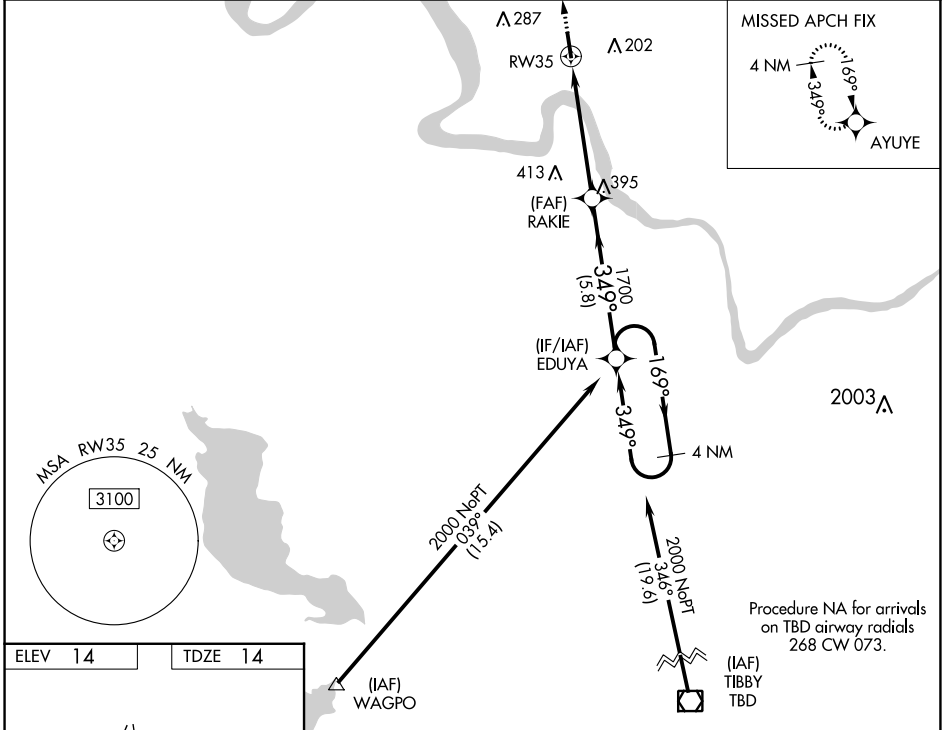 287
202
RW35
MISSED APCH FIX
4 NM
169°
349°
AYUYE
413
395
(FAF)
RAKIE
1700
349°
(5.8)
(IF/IAF)
EDUYA
169°
349°
4 NM
2003
MSA RW35 25 NM
3100
2000 NoPT
039°
(15.4)
2000 NoPT
346°
(19.6)
Procedure NA for arrivals
on TBD airway radials
268 CW 073.
ELEV 14
TDZE 14
(IAF)
WAGPO
(IAF)
TIBBY
TBD